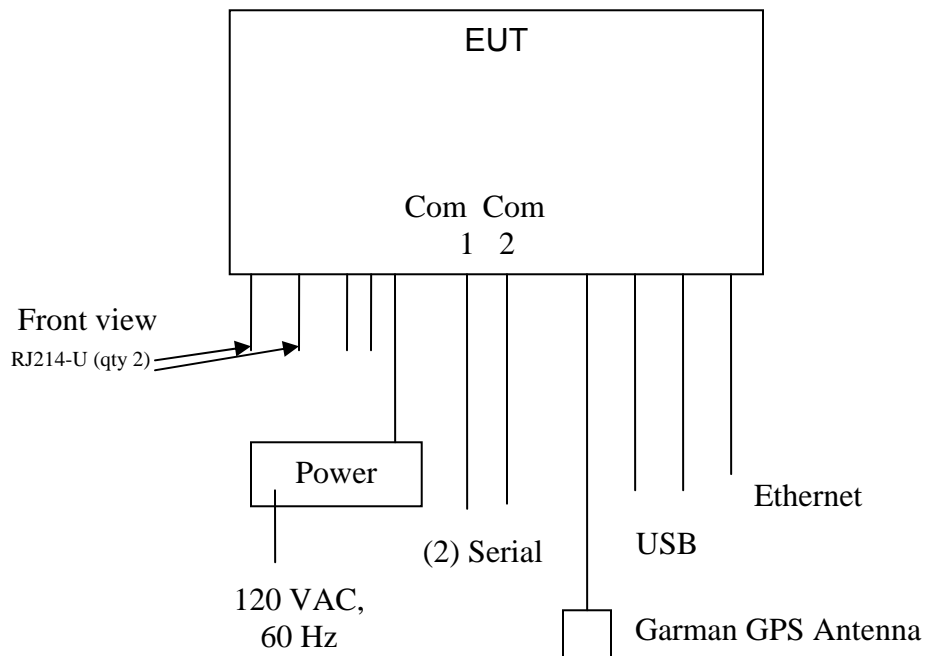 EUT
Com Com
1 2
Front view
RJ214-U (qty 2)
Power
Ethernet
(2) Serial
USB
120 VAC,
60 Hz
Garman GPS Antenna